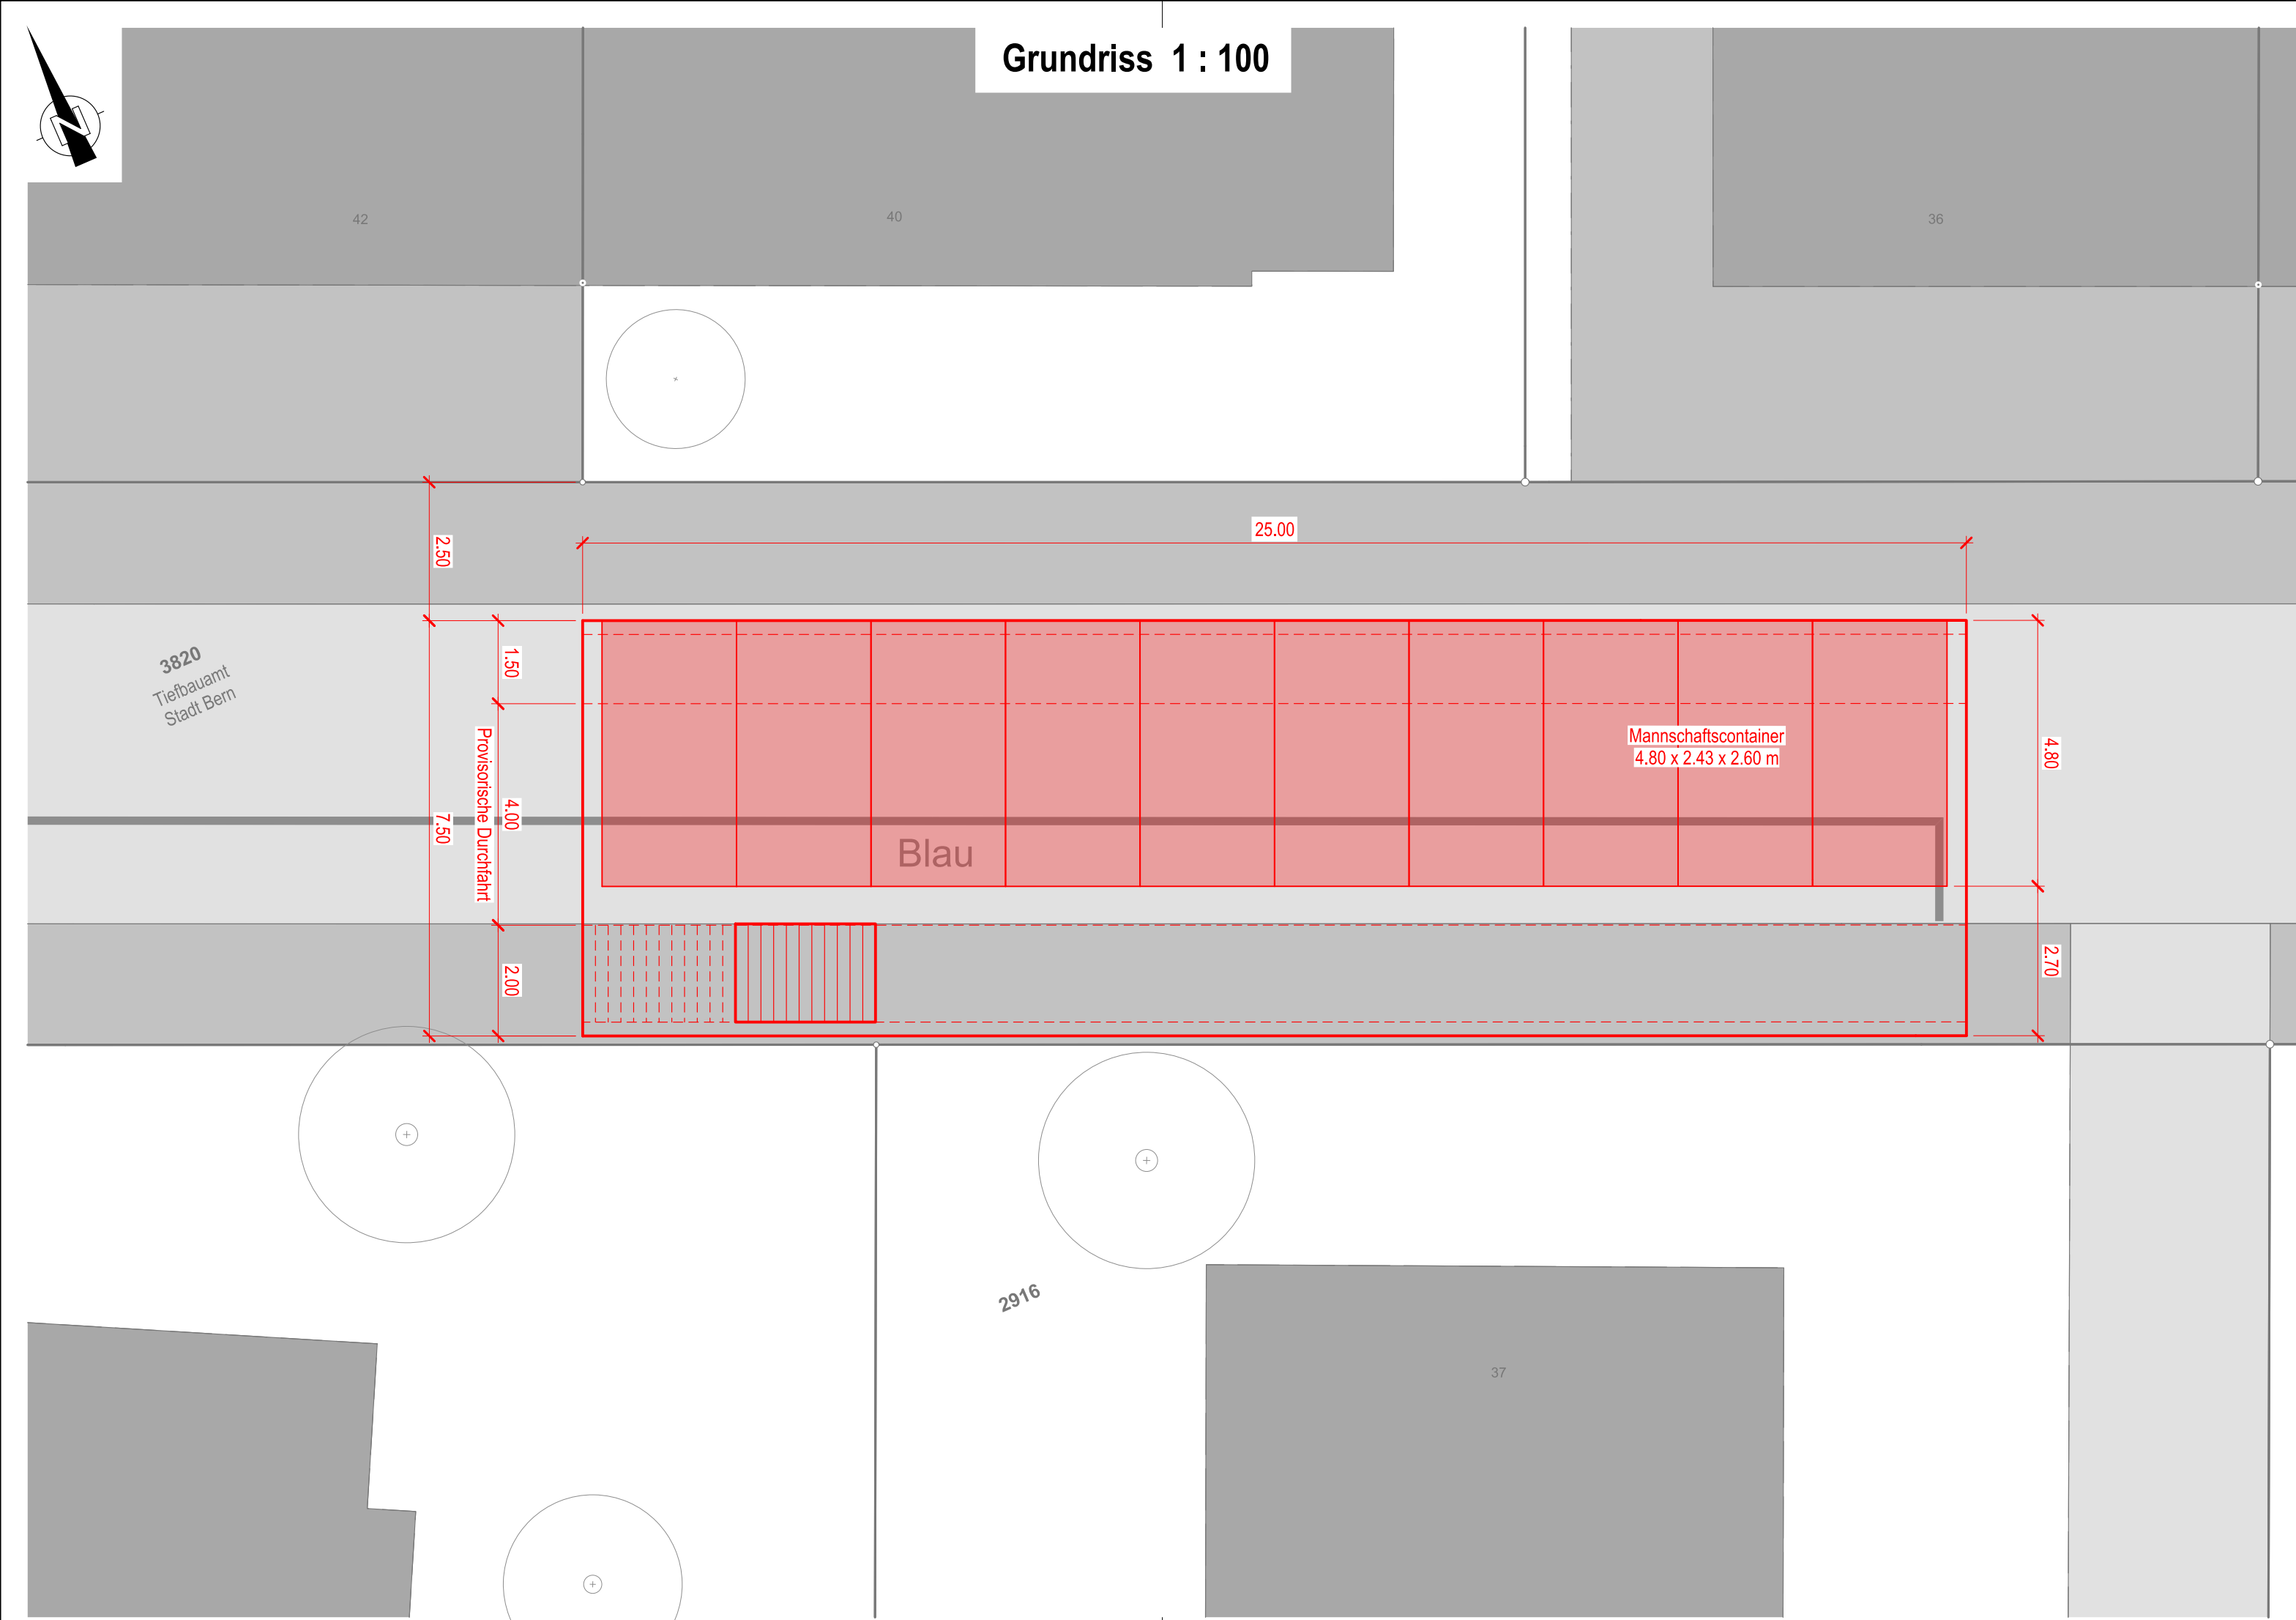 Grundriss 1 : 100
N
42
40
36
25.00
2.50
3820
Tiefbauamt
Stadt Bern
1.50
Provisorische Durchfahrt
4.00
7.50
2.00
Mannschaftscontainer
4.80 x 2.43 x 2.60 m
4.80
Blau
2.70
2916
37